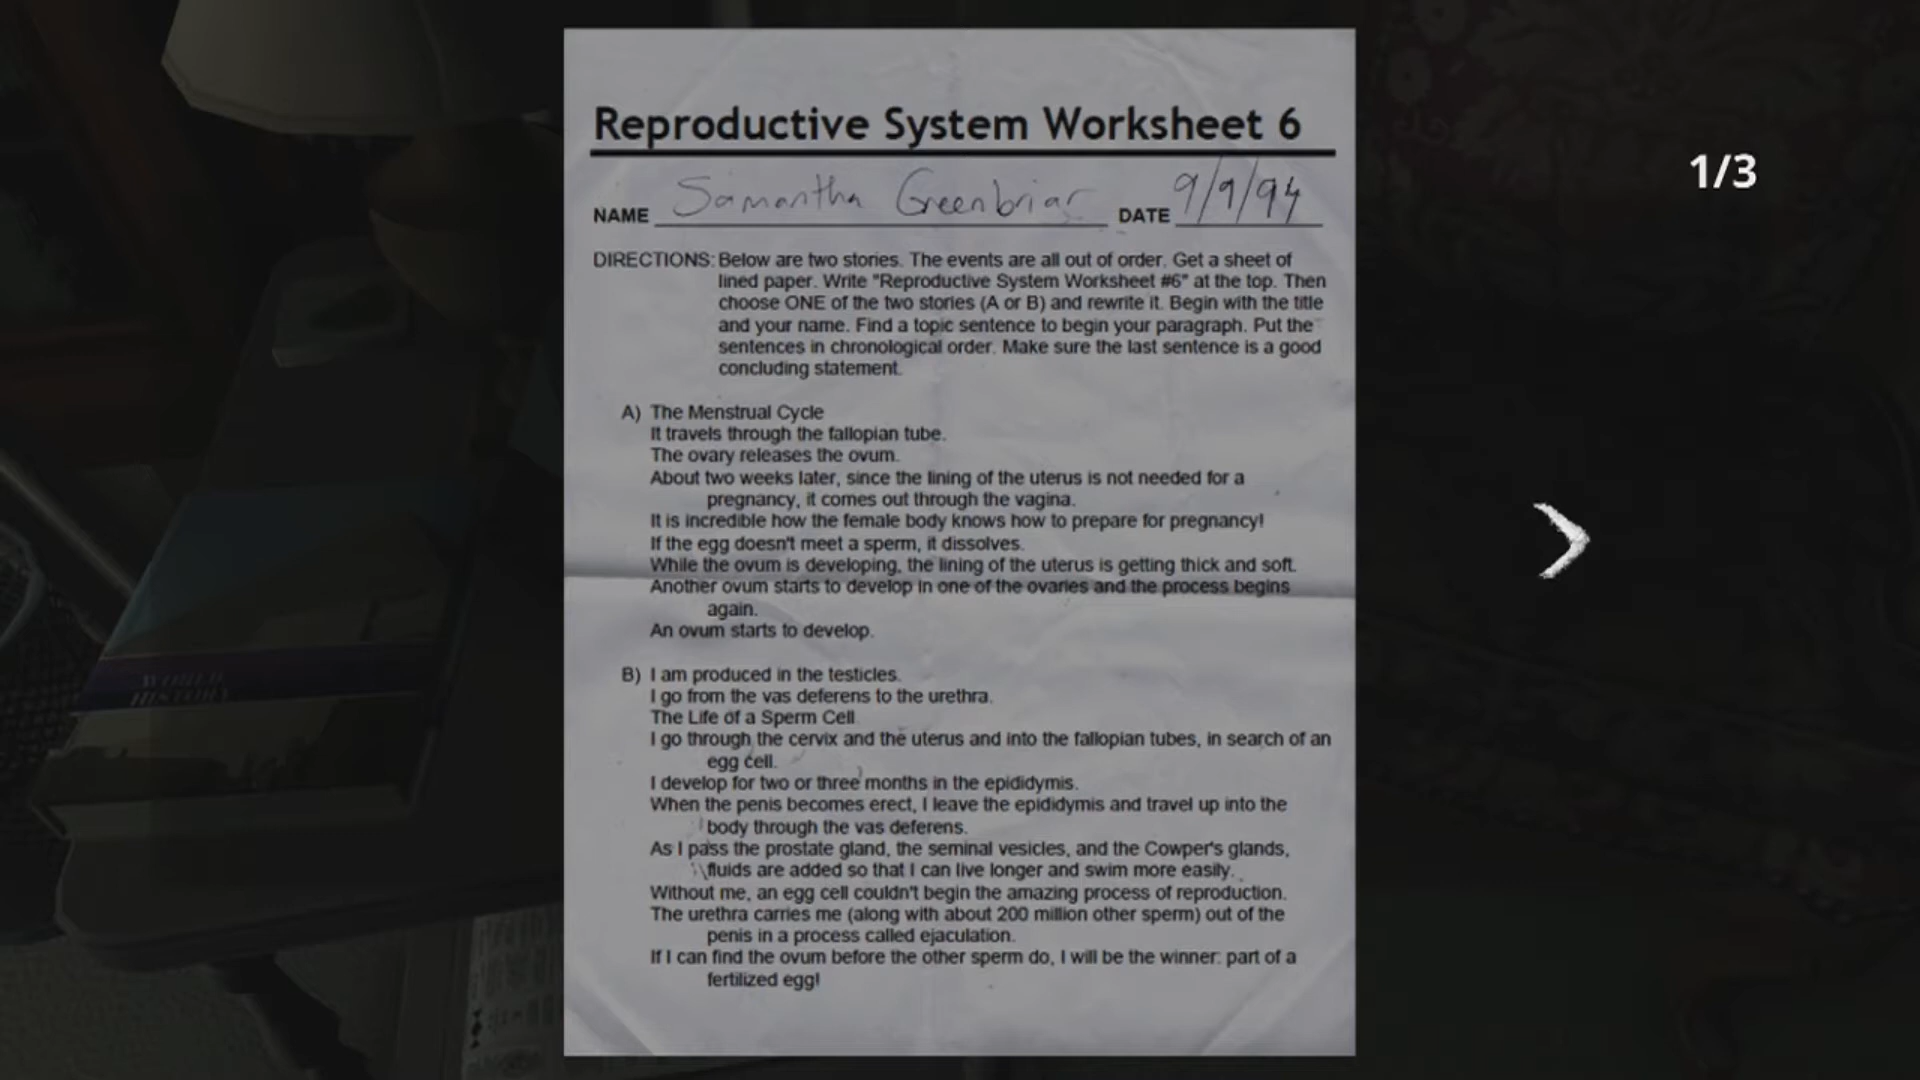 Reproductive System Worksheet 6
1/3
NAME Samantha Greenbriar DATE 9/9/94
DIRECTIONS: Below are two stories. The events are all out of order. Get a sheet of
lined paper. Write "Reproductive System Worksheet #6" at the top. Then
choose ONE of the two stories (A or B) and rewrite it. Begin with the title
and your name. Find a topic sentence to begin your paragraph. Put the
sentences in chronological order. Make sure the last sentence is a good
concluding statement.
A) The Menstrual Cycle
It travels through the fallopian tube.
The ovary releases the ovum.
About two weeks later, since the lining of the uterus is not needed for a
pregnancy, it comes out through the vagina.
It is incredible how the female body knows how to prepare for pregnancy!
If the egg doesn't meet a sperm, it dissolves.
While the ovum is developing, the lining of the uterus is getting thick and soft.
Another ovum starts to develop in one of the ovaries and the process begins
again.
An ovum starts to develop.
B) I am produced in the testicles.
I go from the vas deferens to the urethra.
The Life of a Sperm Cell
I go through the cervix and the uterus and into the fallopian tubes, in search of an
egg cell.
I develop for two or three months in the epididymis.
When the penis becomes erect, I leave the epididymis and travel up into the
body through the vas deferens.
As I pass the prostate gland, the seminal vesicles, and the Cowper's glands,
fluids are added so that I can live longer and swim more easily.
Without me, an egg cell couldn't begin the amazing process of reproduction.
The urethra carries me (along with about 200 million other sperm) out of the
penis in a process called ejaculation.
If I can find the ovum before the other sperm do, I will be the winner: part of a
fertilized egg!
WORLD
HISTORY